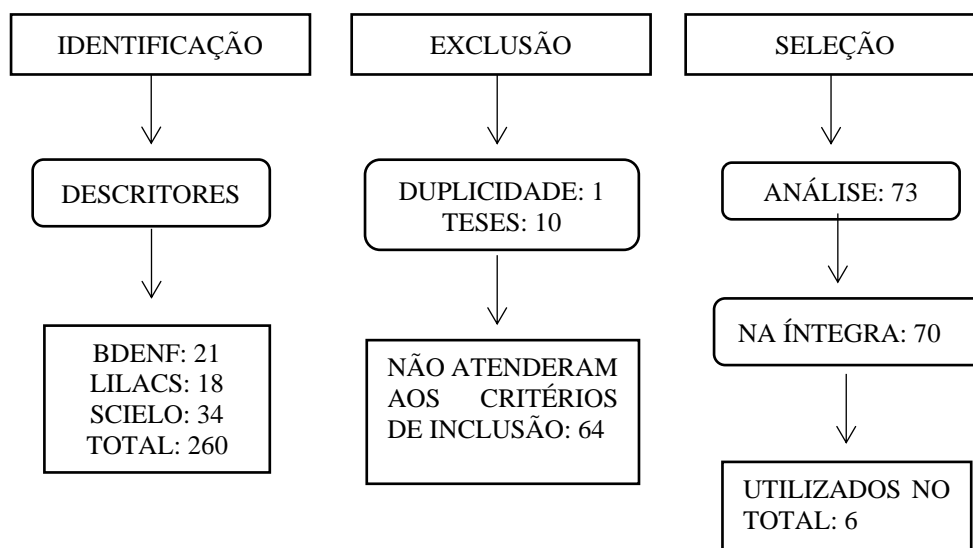 IDENTIFICAÇÃO
DESCRITORES
BDENF: 21
LILACS: 18
SCIELO: 34
TOTAL: 260
EXCLUSÃO
DUPLICIDADE: 1
TESES: 10
NÃO ATENDERAM
AOS CRITÉRIOS
DE INCLUSÃO: 64
SELEÇÃO
ANÁLISE: 73
NA ÍNTEGRA: 70
UTILIZADOS NO
TOTAL: 6